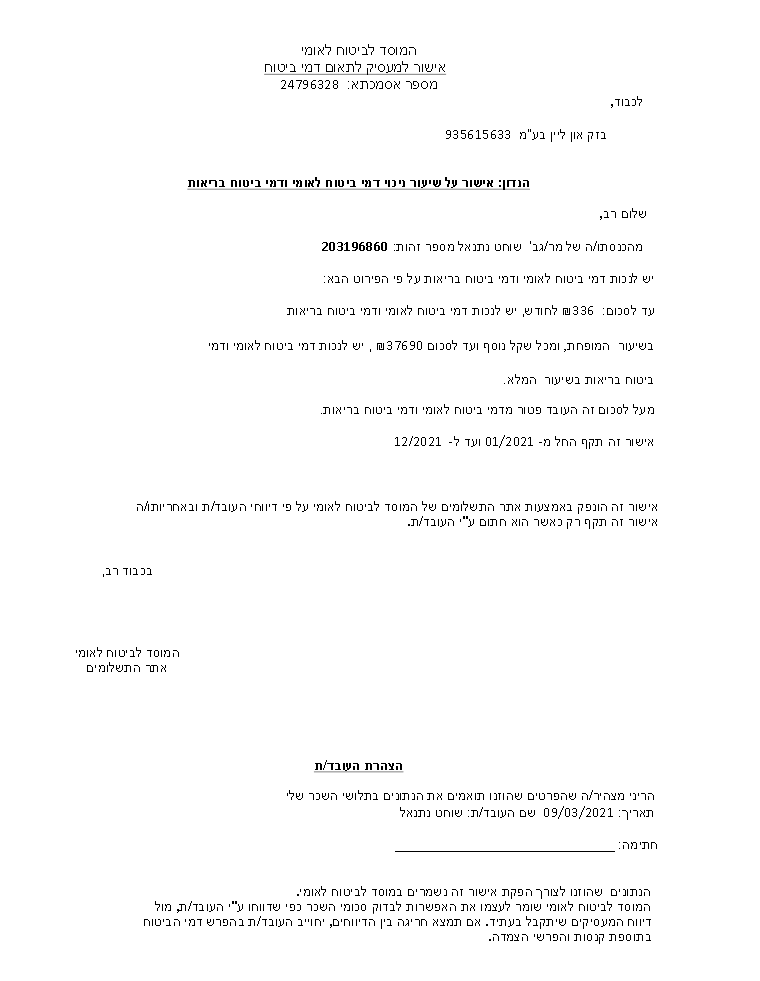 המוסד לביטוח לאומי
אישור למעסיק לתאום דמי ביטוח
מספר אסמכתא: 24796328
לכבוד,
בזק און ליין בע"מ 935615633
הנדון: אישור על שיעור ניכוי דמי ביטוח לאומי ודמי ביטוח בריאות
שלום רב,
מהכנסתו/ה של מר/גב' שוחט נתנאל מספר זהות: 203196860
יש לנכות דמי ביטוח לאומי ודמי ביטוח בריאות על פי הפירוט הבא:
עד לסכום: 336₪ לחודש, יש לנכות דמי ביטוח לאומי ודמי ביטוח בריאות
בשיעור המופחת, ומכל שקל נוסף ועד לסכום 37690₪ , יש לנכות דמי ביטוח לאומי ודמי
ביטוח בריאות בשיעור המלא.
מעל לסכום זה העובד פטור מדמי ביטוח לאומי ודמי ביטוח בריאות.
אישור זה תקף החל מ- 01/2021 ועד ל- 12/2021
אישור זה הונפק באמצעות אתר התשלומים של המוסד לביטוח לאומי על פי דיווחי העובד/ת ובאחריותו/ה
אישור זה תקף רק כאשר הוא חתום ע"י העובד/ת.
בכבוד רב,
המוסד לביטוח לאומי
אתר התשלומים
הצהרת העובד/ת
הריני מצהיר/ה שהפרטים שהוזנו תואמים את הנתונים בתלושי השכר שלי
תאריך: 09/03/2021 שם העובד/ת: שוחט נתנאל
חתימה: ______________________________
הנתונים שהוזנו לצורך הפקת אישור זה נשמרים במוסד לביטוח לאומי.
המוסד לביטוח לאומי שומר לעצמו את האפשרות לבדוק סכומי השכר כפי שדווחו ע"י העובד/ת, מול
דיווח המעסיקים שיתקבל בעתיד. אם תמצא חריגה בין הדיווחים, יחוייב העובד/ת בהפרש דמי הביטוח
בתוספת קנסות והפרשי הצמדה.